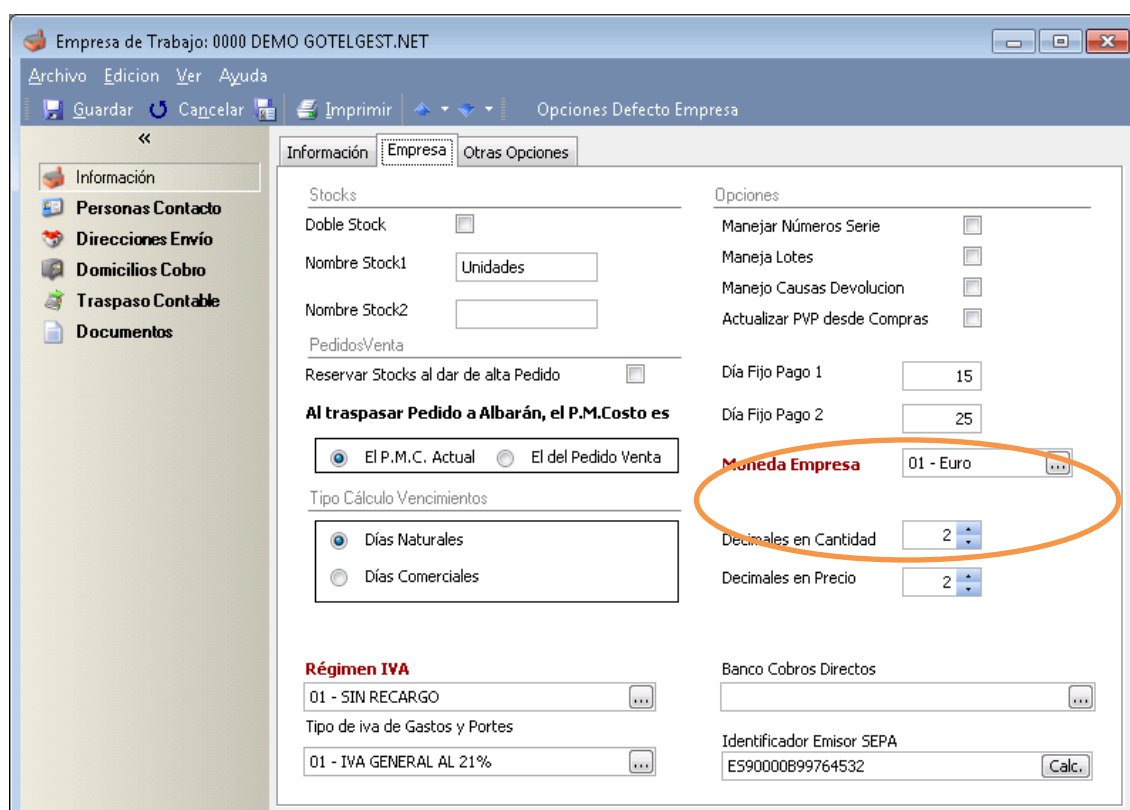 Empresa de Trabajo: 0000 DEMO GOTELGEST.NET
Archivo Edicion Ver Ayuda
Guardar Cancelar Imprimir Opciones Defecto Empresa
«
Información
Personas Contacto
Direcciones Envío
Domicilios Cobro
Traspaso Contable
Documentos
Información Empresa Otras Opciones
Stocks
Doble Stock
Nombre Stock1 Unidades
Nombre Stock2
PedidosVenta
Reservar Stocks al dar de alta Pedido
Al traspasar Pedido a Albarán, el P.M.Costo es
El P.M.C. Actual El del Pedido Venta
Tipo Cálculo Vencimientos
Días Naturales
Días Comerciales
Régimen IVA
01 - SIN RECARGO ...
Tipo de iva de Gastos y Portes
01 - IVA GENERAL AL 21% ...
Opciones
Manejar Números Serie
Maneja Lotes
Manejo Causas Devolucion
Actualizar PVP desde Compras
Día Fijo Pago 1 15
Día Fijo Pago 2 25
Moneda Empresa 01 - Euro ...
Decimales en Cantidad 2
Decimales en Precio 2
Banco Cobros Directos
...
Identificador Emisor SEPA
ES90000B99764532 Calc.